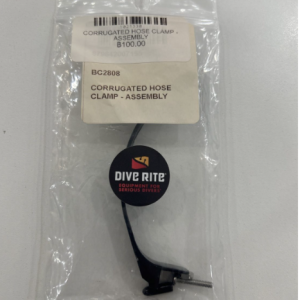 CORRUGATED HOSE CLAMP -
ASSEMBLY
฿100.00
BC2808
CORRUGATED HOSE
CLAMP - ASSEMBLY
DIVE RITE
EQUIPMENT FOR
SERIOUS DIVERS